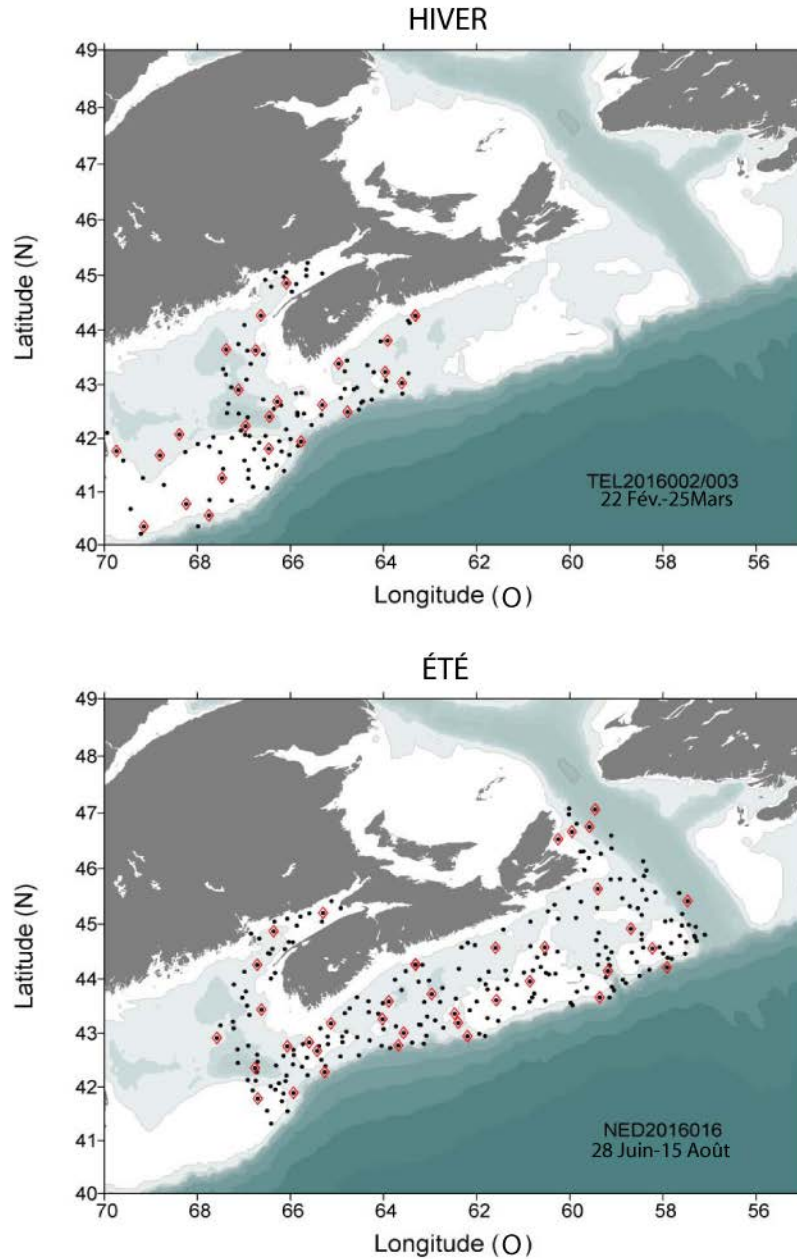 HIVER
49
48
47
46
45
44
43
42
41
40
Latitude (N)
TEL2016002/003
22 Fév.-25Mars
70 68 66 64 62 60 58 56
Longitude (O)
ÉTÉ
49
48
47
46
45
44
43
42
41
40
Latitude (N)
NED2016016
28 Juin-15 Août
70 68 66 64 62 60 58 56
Longitude (O)